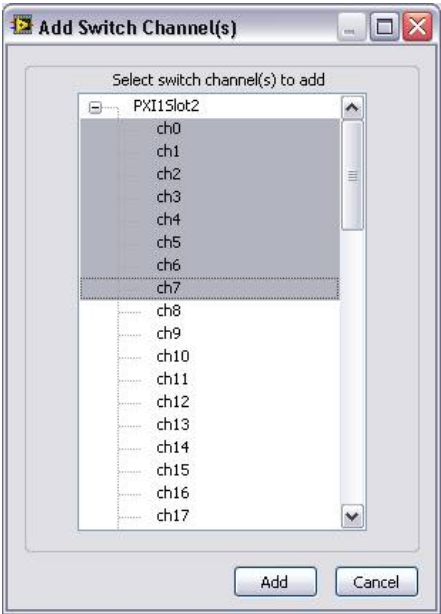 Add Switch Channel(s)
Select switch channel(s) to add
PXI1Slot2
ch0
ch1
ch2
ch3
ch4
ch5
ch6
ch7
ch8
ch9
ch10
ch11
ch12
ch13
ch14
ch15
ch16
ch17
Add Cancel